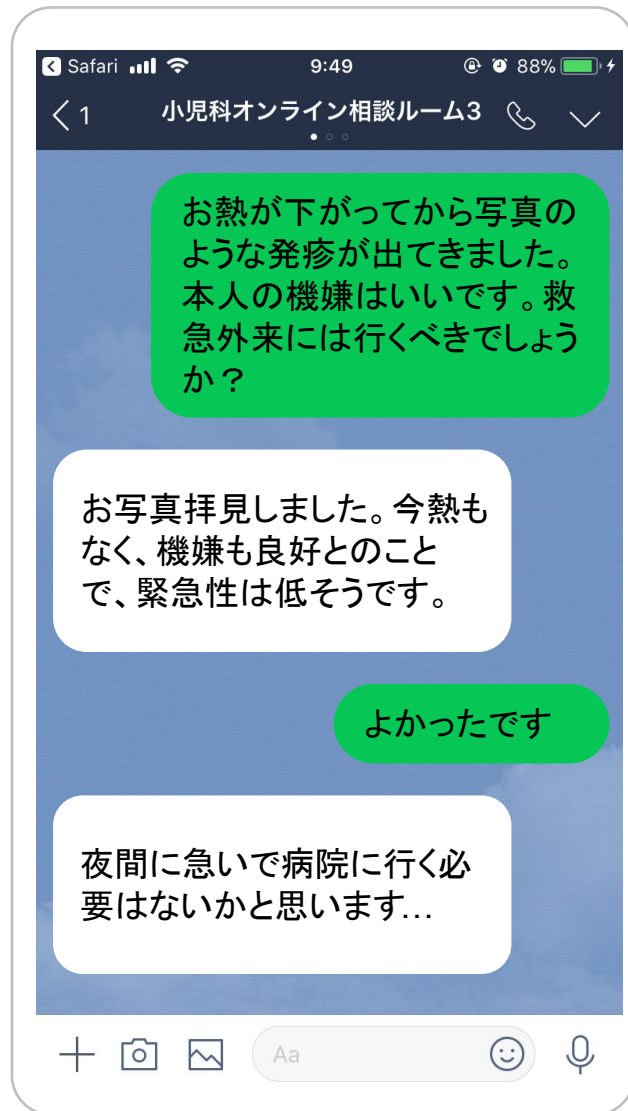 Safari 9:49 88%
1 小児科オンライン相談ルーム3
お熱が下がってから写真の
ような発疹が出てきました。
本人の機嫌はいいです。救
急外来には行くべきでしょう
か？
お写真拝見しました。今熱も
なく、機嫌も良好とのこと
で、緊急性は低そうです。
よかったです
夜間に急いで病院に行く必
要はないかと思います...
Aa